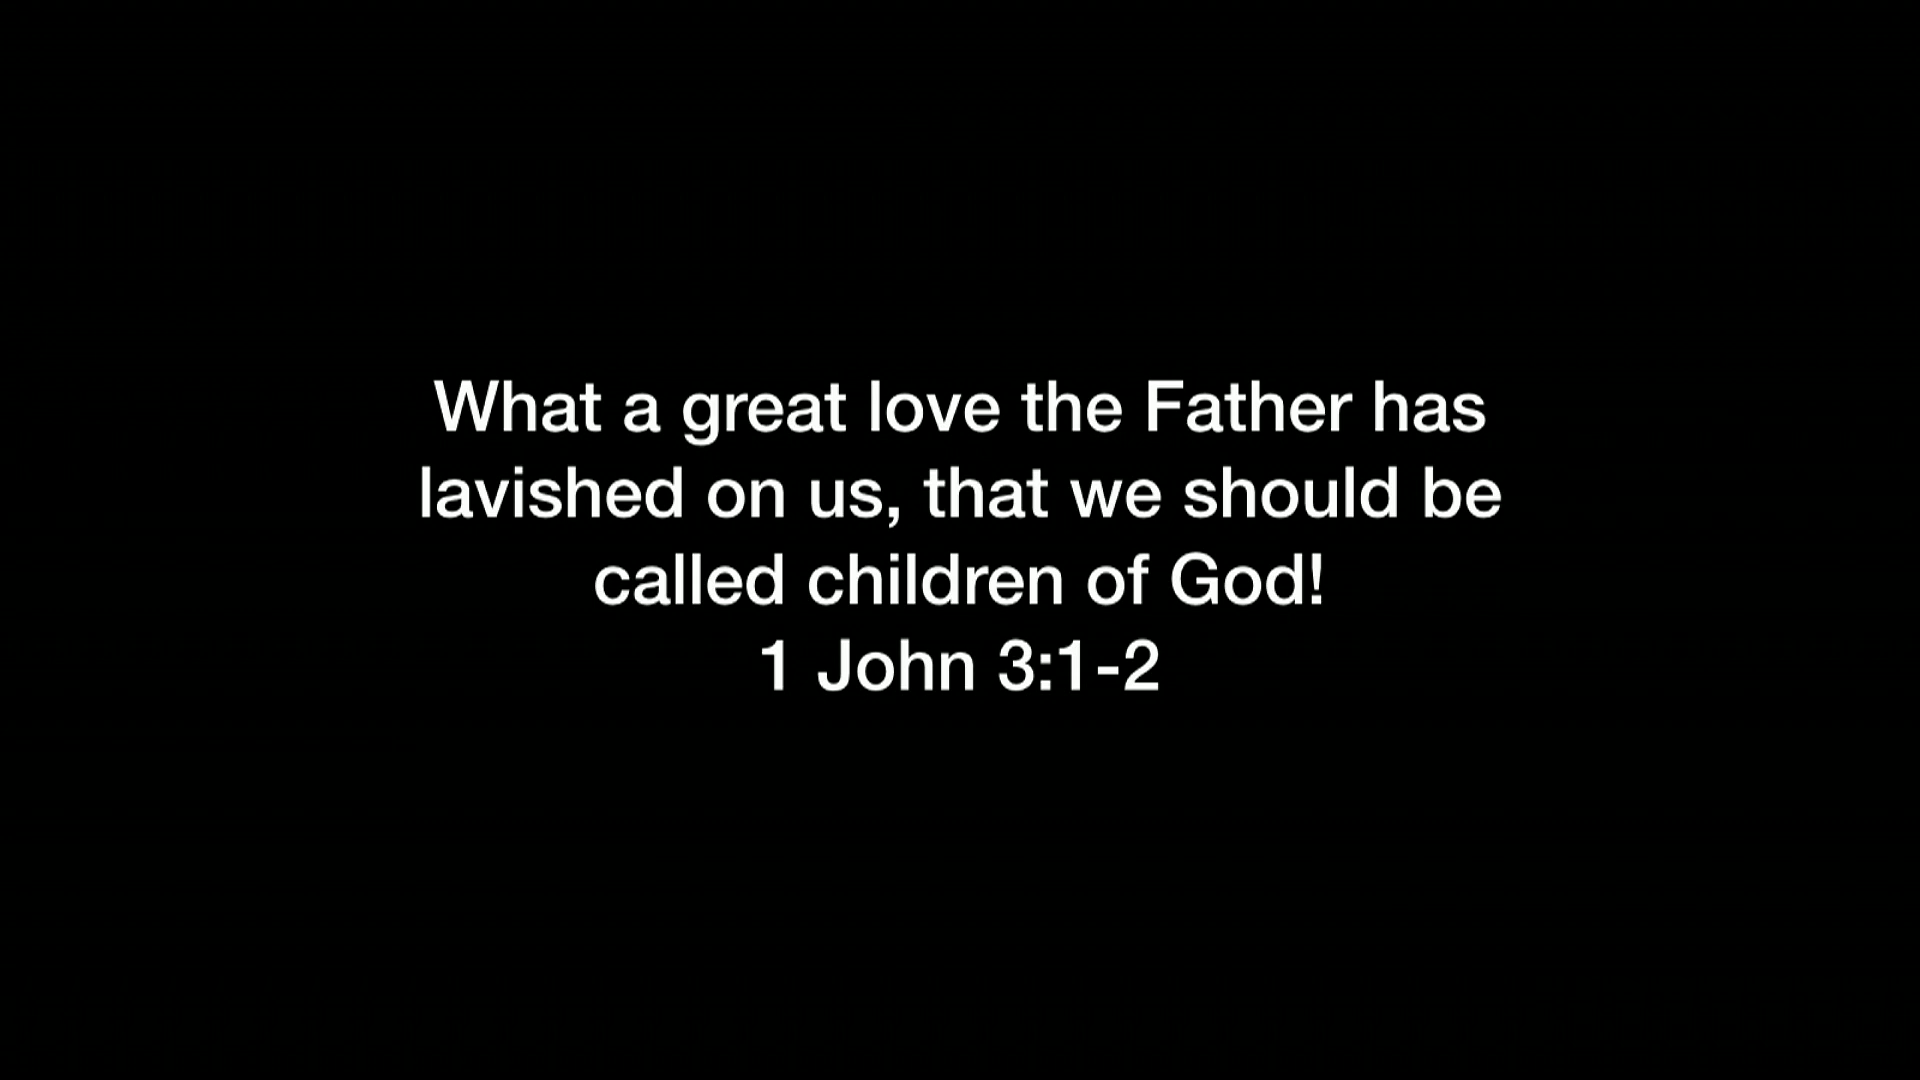 What a great love the Father has
lavished on us, that we should be
called children of God!
1 John 3:1-2